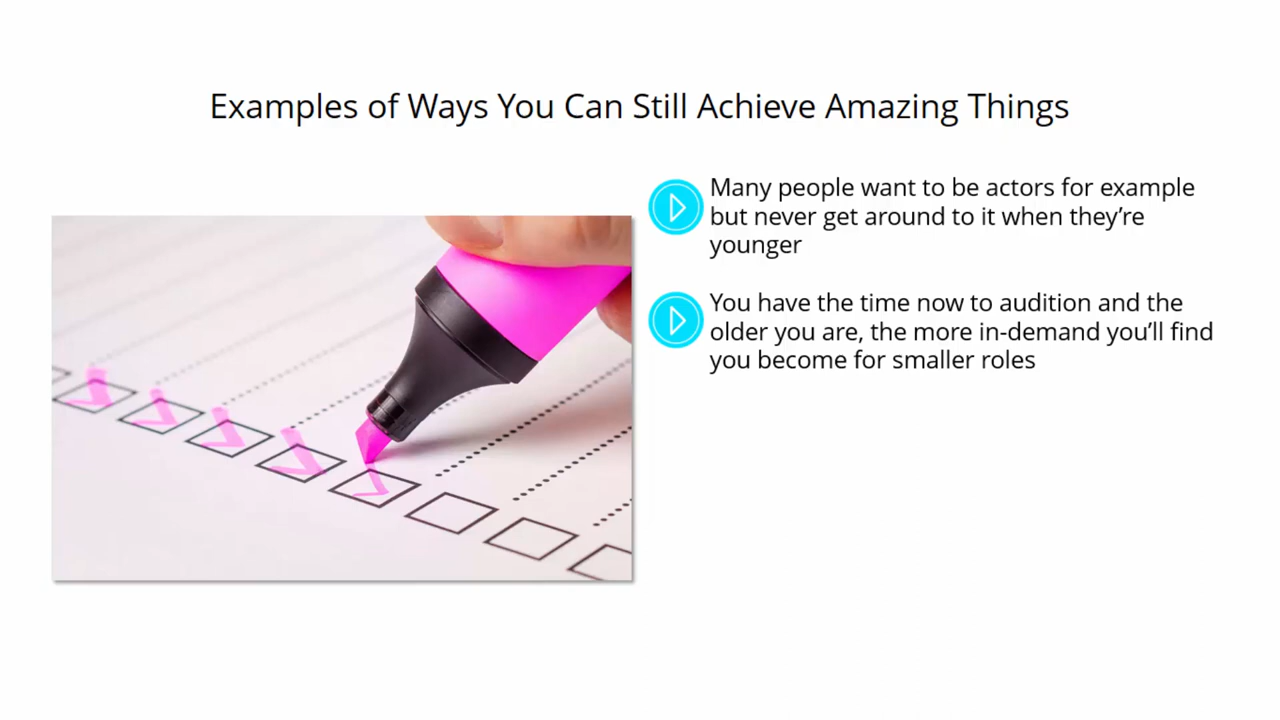 Examples of Ways You Can Still Achieve Amazing Things
Many people want to be actors for example
but never get around to it when they’re
younger
You have the time now to audition and the
older you are, the more in-demand you’ll find
you become for smaller roles